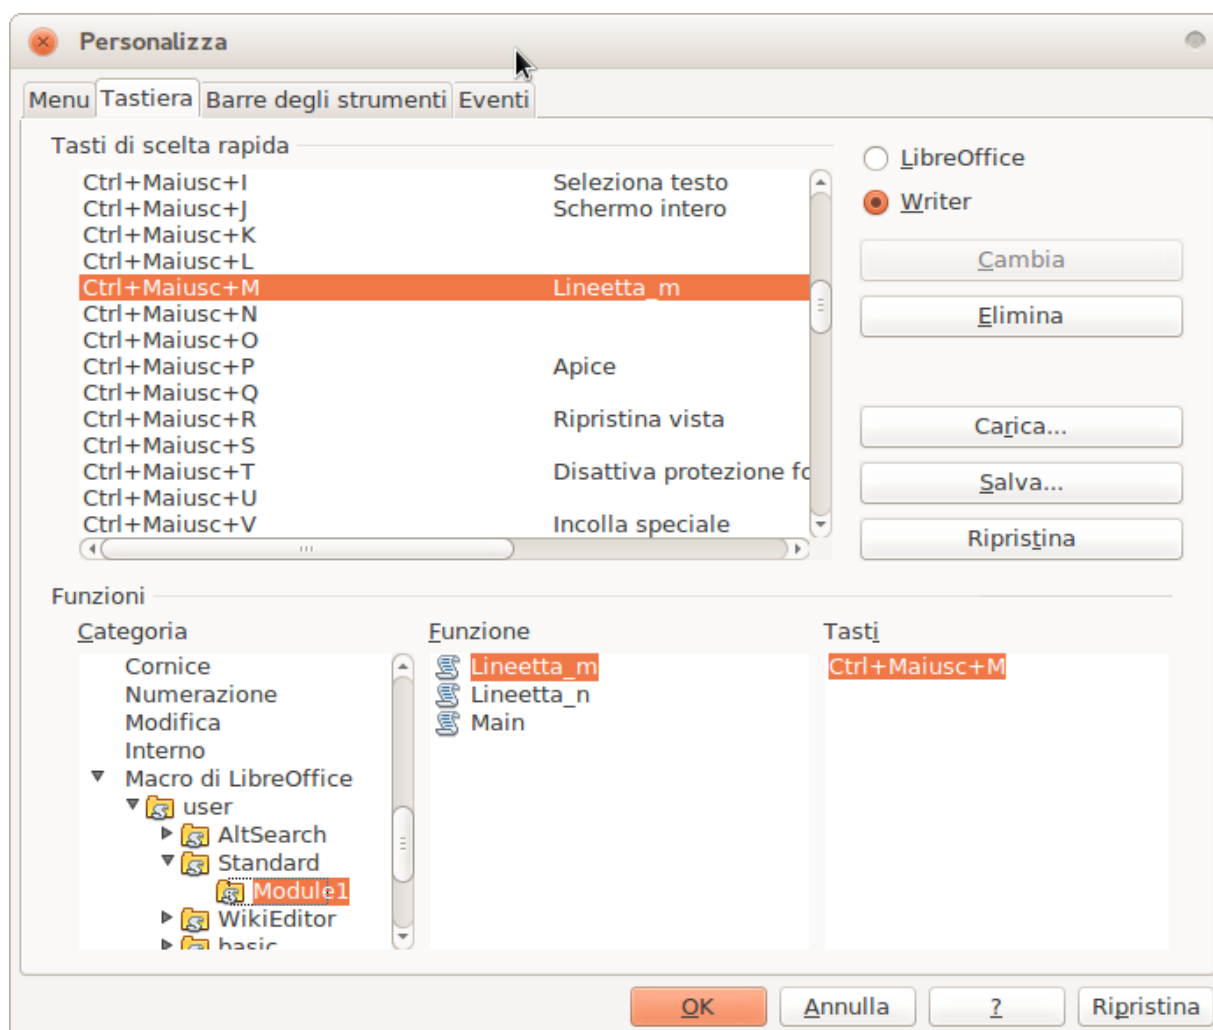 Personalizza
Menu Tastiera Barre degli strumenti Eventi
Tasti di scelta rapida
Ctrl+Maiusc+I Seleziona testo
Ctrl+Maiusc+J Schermo intero
Ctrl+Maiusc+K
Ctrl+Maiusc+L
Ctrl+Maiusc+M Lineetta_m
Ctrl+Maiusc+N
Ctrl+Maiusc+O
Ctrl+Maiusc+P Apice
Ctrl+Maiusc+Q
Ctrl+Maiusc+R Ripristina vista
Ctrl+Maiusc+S
Ctrl+Maiusc+T Disattiva protezione fo
Ctrl+Maiusc+U
Ctrl+Maiusc+V Incolla speciale
LibreOffice
Writer
Cambia
Elimina
Carica...
Salva...
Ripristina
Funzioni
Categoria
Cornice
Numerazione
Modifica
Interno
Macro di LibreOffice
user
AltSearch
Standard
Module1
WikiEditor
basic
Funzione
Lineetta_m
Lineetta_n
Main
Tasti
Ctrl+Maiusc+M
OK Annulla ? Ripristina